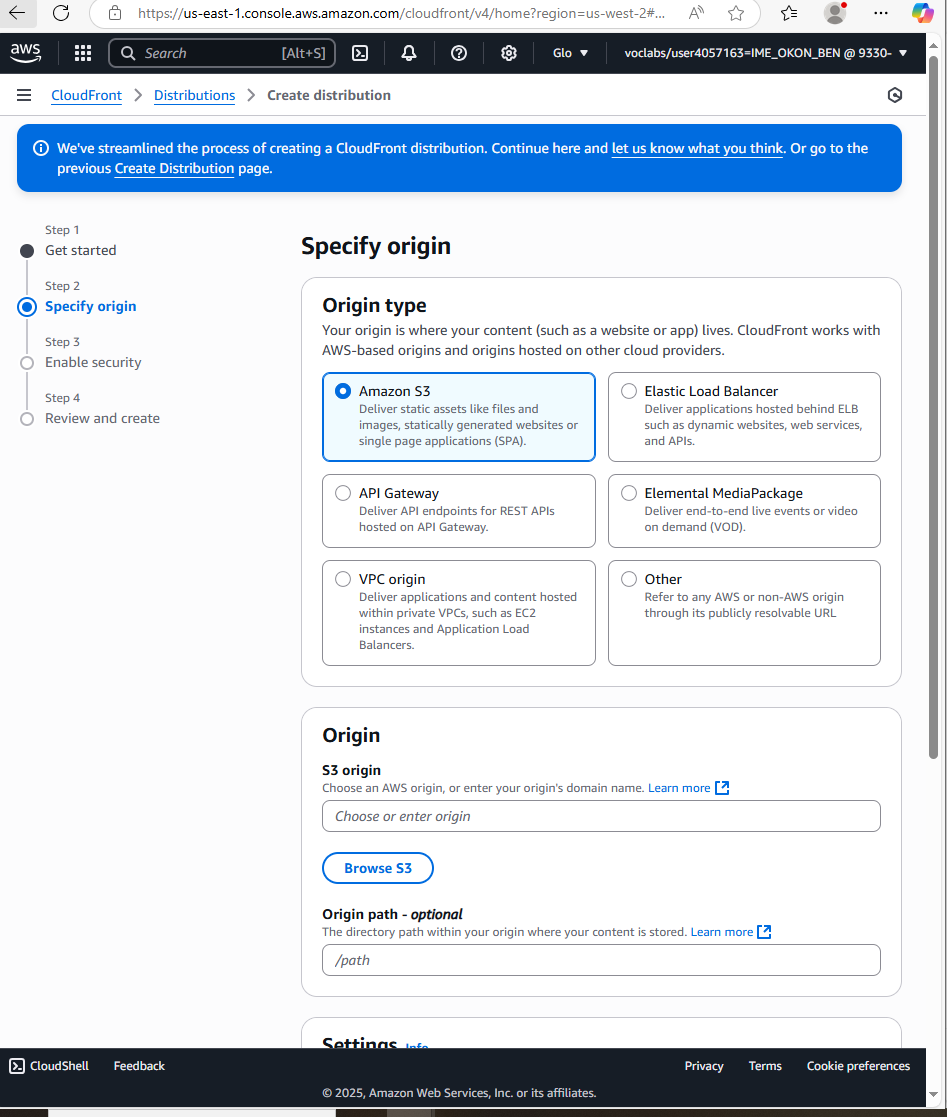 https://us-east-1.console.aws.amazon.com/cloudfront/v4/home?region=us-west-2#...
aws
Search [Alt+S]
Glo
voclabs/user4057163=IME_OKON_BEN @ 9330-
CloudFront > Distributions > Create distribution
We've streamlined the process of creating a CloudFront distribution. Continue here and let us know what you think. Or go to the
previous Create Distribution page.
Step 1
Get started
Step 2
Specify origin
Step 3
Enable security
Step 4
Review and create
Specify origin
Origin type
Your origin is where your content (such as a website or app) lives. CloudFront works with
AWS-based origins and origins hosted on other cloud providers.
Amazon S3
Deliver static assets like files and
images, statically generated websites or
single page applications (SPA).
Elastic Load Balancer
Deliver applications hosted behind ELB
such as dynamic websites, web services,
and APIs.
API Gateway
Deliver API endpoints for REST APIs
hosted on API Gateway.
Elemental MediaPackage
Deliver end-to-end live events or video
on demand (VOD).
VPC origin
Deliver applications and content hosted
within private VPCs, such as EC2
instances and Application Load
Balancers.
Other
Refer to any AWS or non-AWS origin
through its publicly resolvable URL
Origin
S3 origin
Choose an AWS origin, or enter your origin's domain name. Learn more
Choose or enter origin
Browse S3
Origin path - optional
The directory path within your origin where your content is stored. Learn more
/path
Settings Info
CloudShell
Feedback
Privacy
Terms
Cookie preferences
© 2025, Amazon Web Services, Inc. or its affiliates.